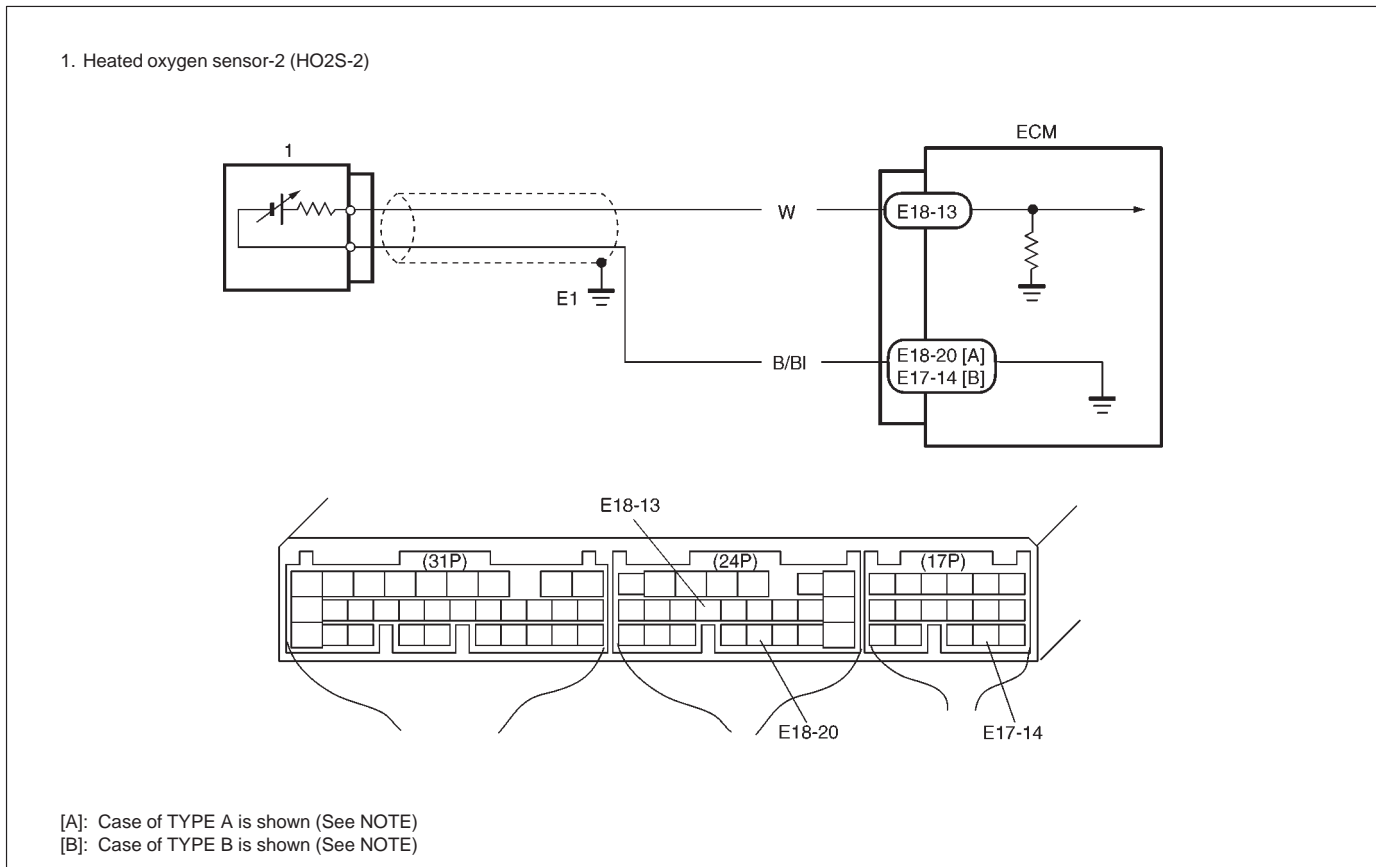 1. Heated oxygen sensor-2 (HO2S-2)
ECM
1
W
E18-13
E1
B/Bl
E18-20 [A]
E17-14 [B]
E18-13
(31P)
(24P)
(17P)
E18-20
E17-14
[A]: Case of TYPE A is shown (See NOTE)
[B]: Case of TYPE B is shown (See NOTE)